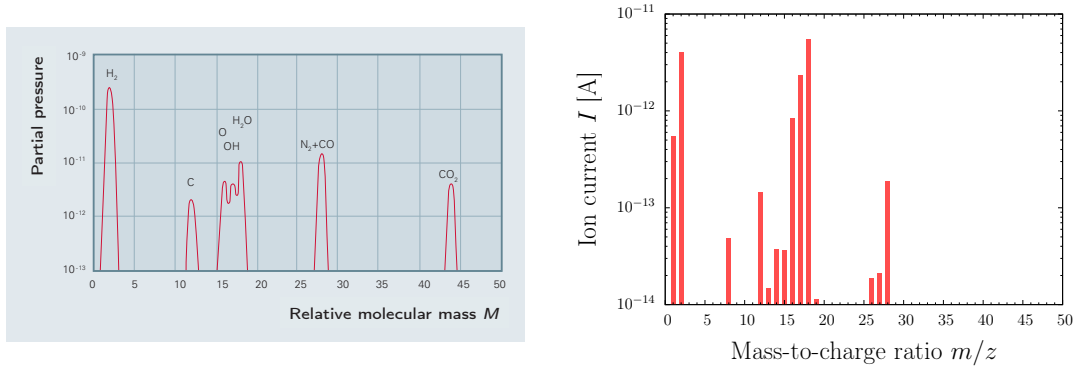 Partial pressure
10⁻⁹
10⁻¹⁰
10⁻¹¹
10⁻¹²
10⁻¹³
H₂
C
O
OH
H₂O
N₂+CO
CO₂
0 5 10 15 20 25 30 35 40 45 50
Relative molecular mass M
Ion current I [A]
10⁻¹¹
10⁻¹²
10⁻¹³
10⁻¹⁴
0 5 10 15 20 25 30 35 40 45 50
Mass-to-charge ratio m/z